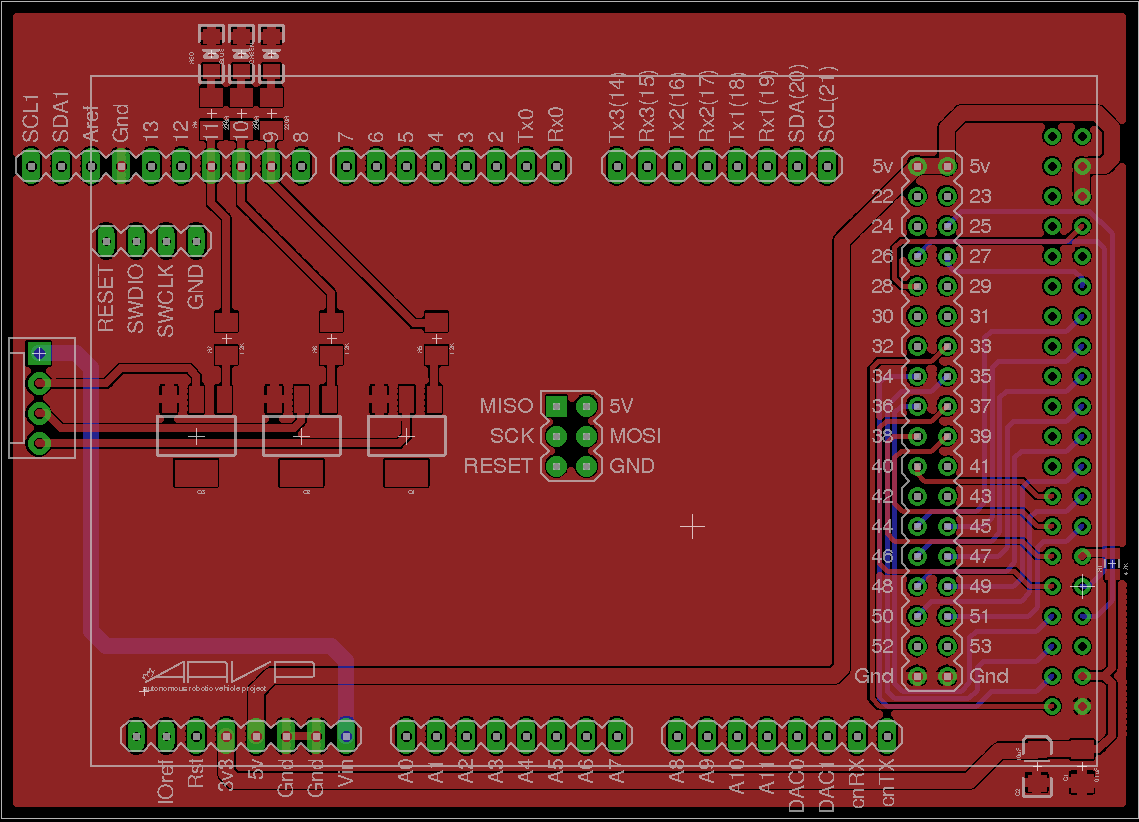 SCL1
SDA1
Aref
Gnd
13
12
11
10
9
8
7
6
5
4
3
2
Tx0
Rx0
Tx3(14)
Rx3(15)
Tx2(16)
Rx2(17)
Tx1(18)
Rx1(19)
SDA(20)
SCL(21)
5v 5v
22 23
24 25
26 27
28 29
30 31
32 33
34 35
36 37
38 39
40 41
42 43
44 45
46 47
48 49
50 51
52 53
Gnd Gnd
RESET
SWDIO
SWCLK
GND
MISO 5V
SCK MOSI
RESET GND
ARVP
autonomous robotic vehicle project
IOref
Rst
3v3
5v
Gnd
Gnd
Vin
A0
A1
A2
A3
A4
A5
A6
A7
A8
A9
A10
A11
DAC0
DAC1
cnRX
cnTX